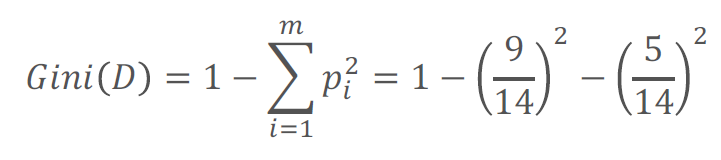 Gini(D) = 1 − ∑_{i=1}^{m} p_i^2 = 1 − (9/14)^2 − (5/14)^2